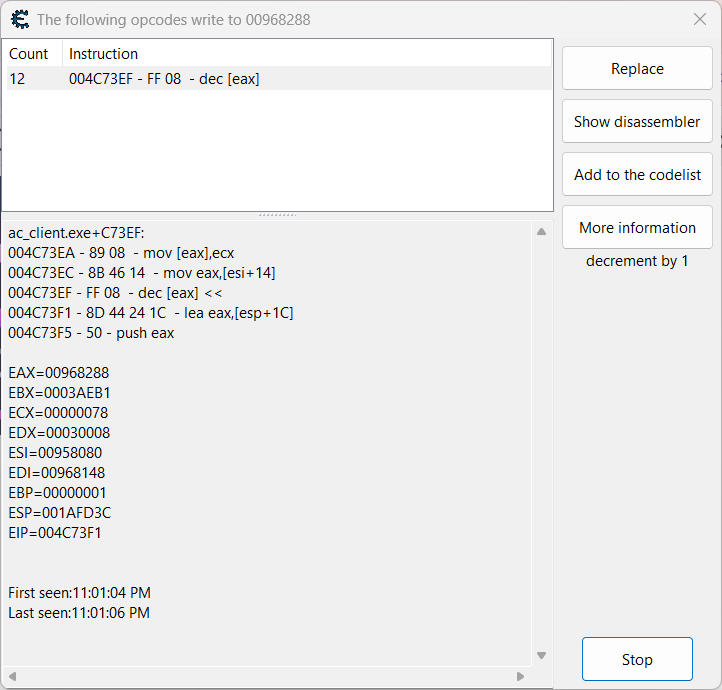 The following opcodes write to 00968288
Count Instruction
12 004C73EF - FF 08  - dec [eax]
Replace
Show disassembler
Add to the codelist
More information
decrement by 1
ac_client.exe+C73EF:
004C73EA - 89 08  - mov [eax],ecx
004C73EC - 8B 46 14  - mov eax,[esi+14]
004C73EF - FF 08  - dec [eax] <<
004C73F1 - 8D 44 24 1C  - lea eax,[esp+1C]
004C73F5 - 50 - push eax
EAX=00968288
EBX=0003AEB1
ECX=00000078
EDX=00030008
ESI=00958080
EDI=00968148
EBP=00000001
ESP=001AFD3C
EIP=004C73F1
First seen:11:01:04 PM
Last seen:11:01:06 PM
Stop